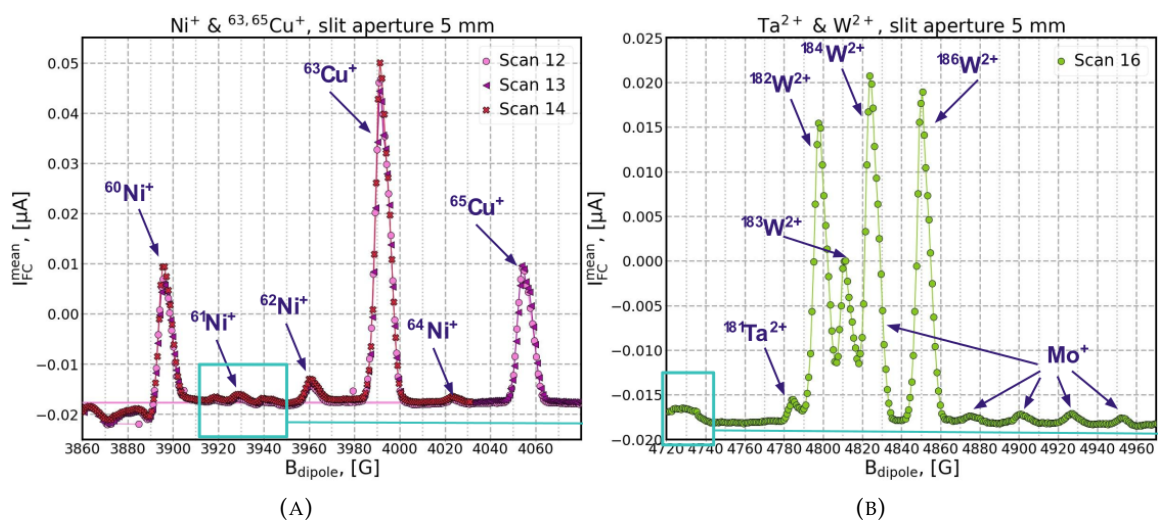 Ni⁺ & ⁶³,⁶⁵Cu⁺, slit aperture 5 mm
0.05
0.04
0.03
0.02
0.01
0.00
−0.01
−0.02
I_FC^mean, [μA]
⁶⁰Ni⁺
⁶¹Ni⁺
⁶²Ni⁺
⁶³Cu⁺
⁶⁴Ni⁺
⁶⁵Cu⁺
Scan 12
Scan 13
Scan 14
3860 3880 3900 3920 3940 3960 3980 4000 4020 4040 4060
B_dipole, [G]
(A)
Ta²⁺ & W²⁺, slit aperture 5 mm
0.025
0.020
0.015
0.010
0.005
0.000
−0.005
−0.010
−0.015
−0.020
I_FC^mean, [μA]
¹⁸⁴W²⁺
¹⁸²W²⁺
¹⁸⁶W²⁺
¹⁸³W²⁺
¹⁸¹Ta²⁺
Mo⁺
Scan 16
4720 4740 4760 4780 4800 4820 4840 4860 4880 4900 4920 4940 4960
B_dipole, [G]
(B)